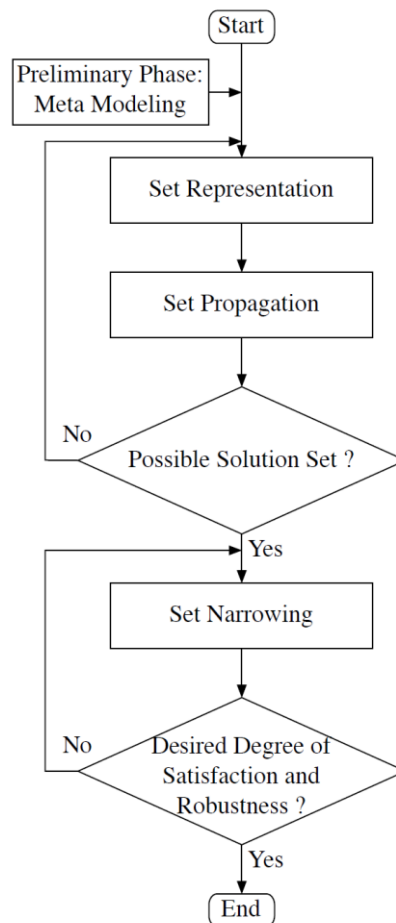 Start
Preliminary Phase:
Meta Modeling
Set Representation
Set Propagation
No
Possible Solution Set ?
Yes
Set Narrowing
No
Desired Degree of
Satisfaction and
Robustness ?
Yes
End